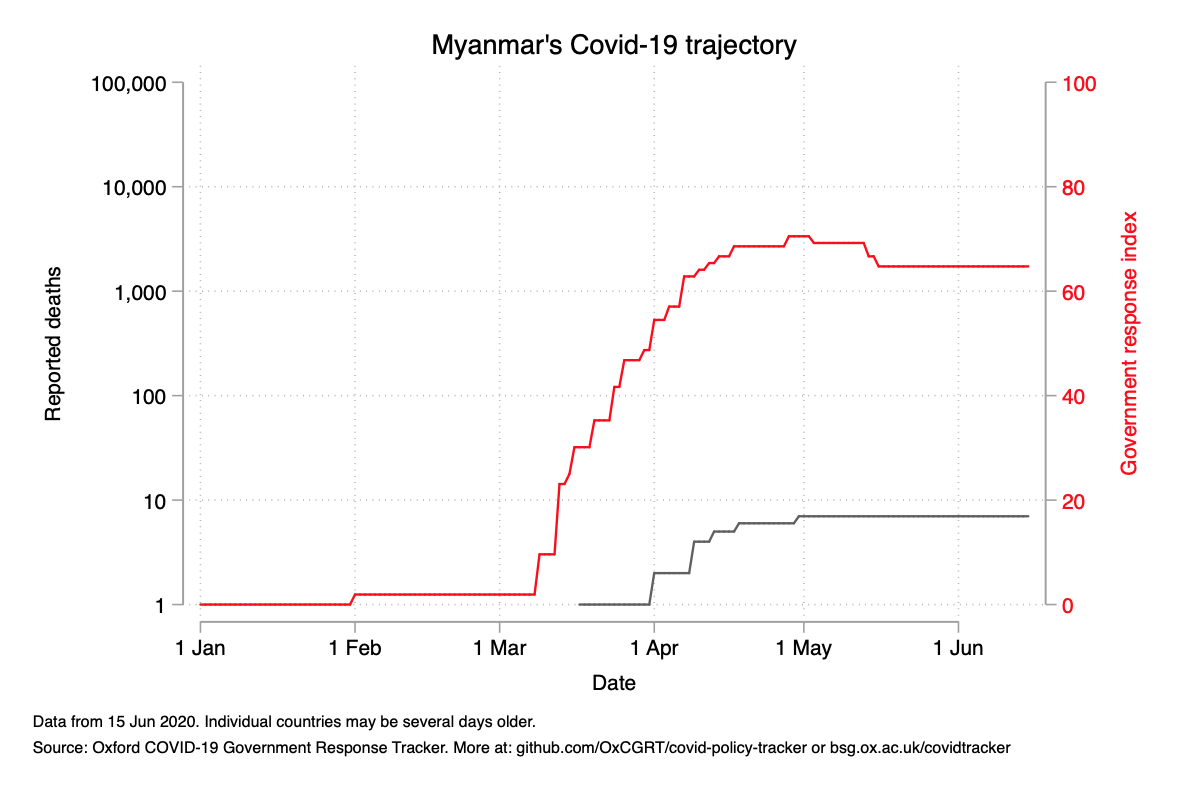 Myanmar's Covid-19 trajectory
100,000
10,000
1,000
100
10
1
Reported deaths
100
80
60
40
20
0
Government response index
1 Jan 1 Feb 1 Mar 1 Apr 1 May 1 Jun
Date
Data from 15 Jun 2020. Individual countries may be several days older.
Source: Oxford COVID-19 Government Response Tracker. More at: github.com/OxCGRT/covid-policy-tracker or bsg.ox.ac.uk/covidtracker